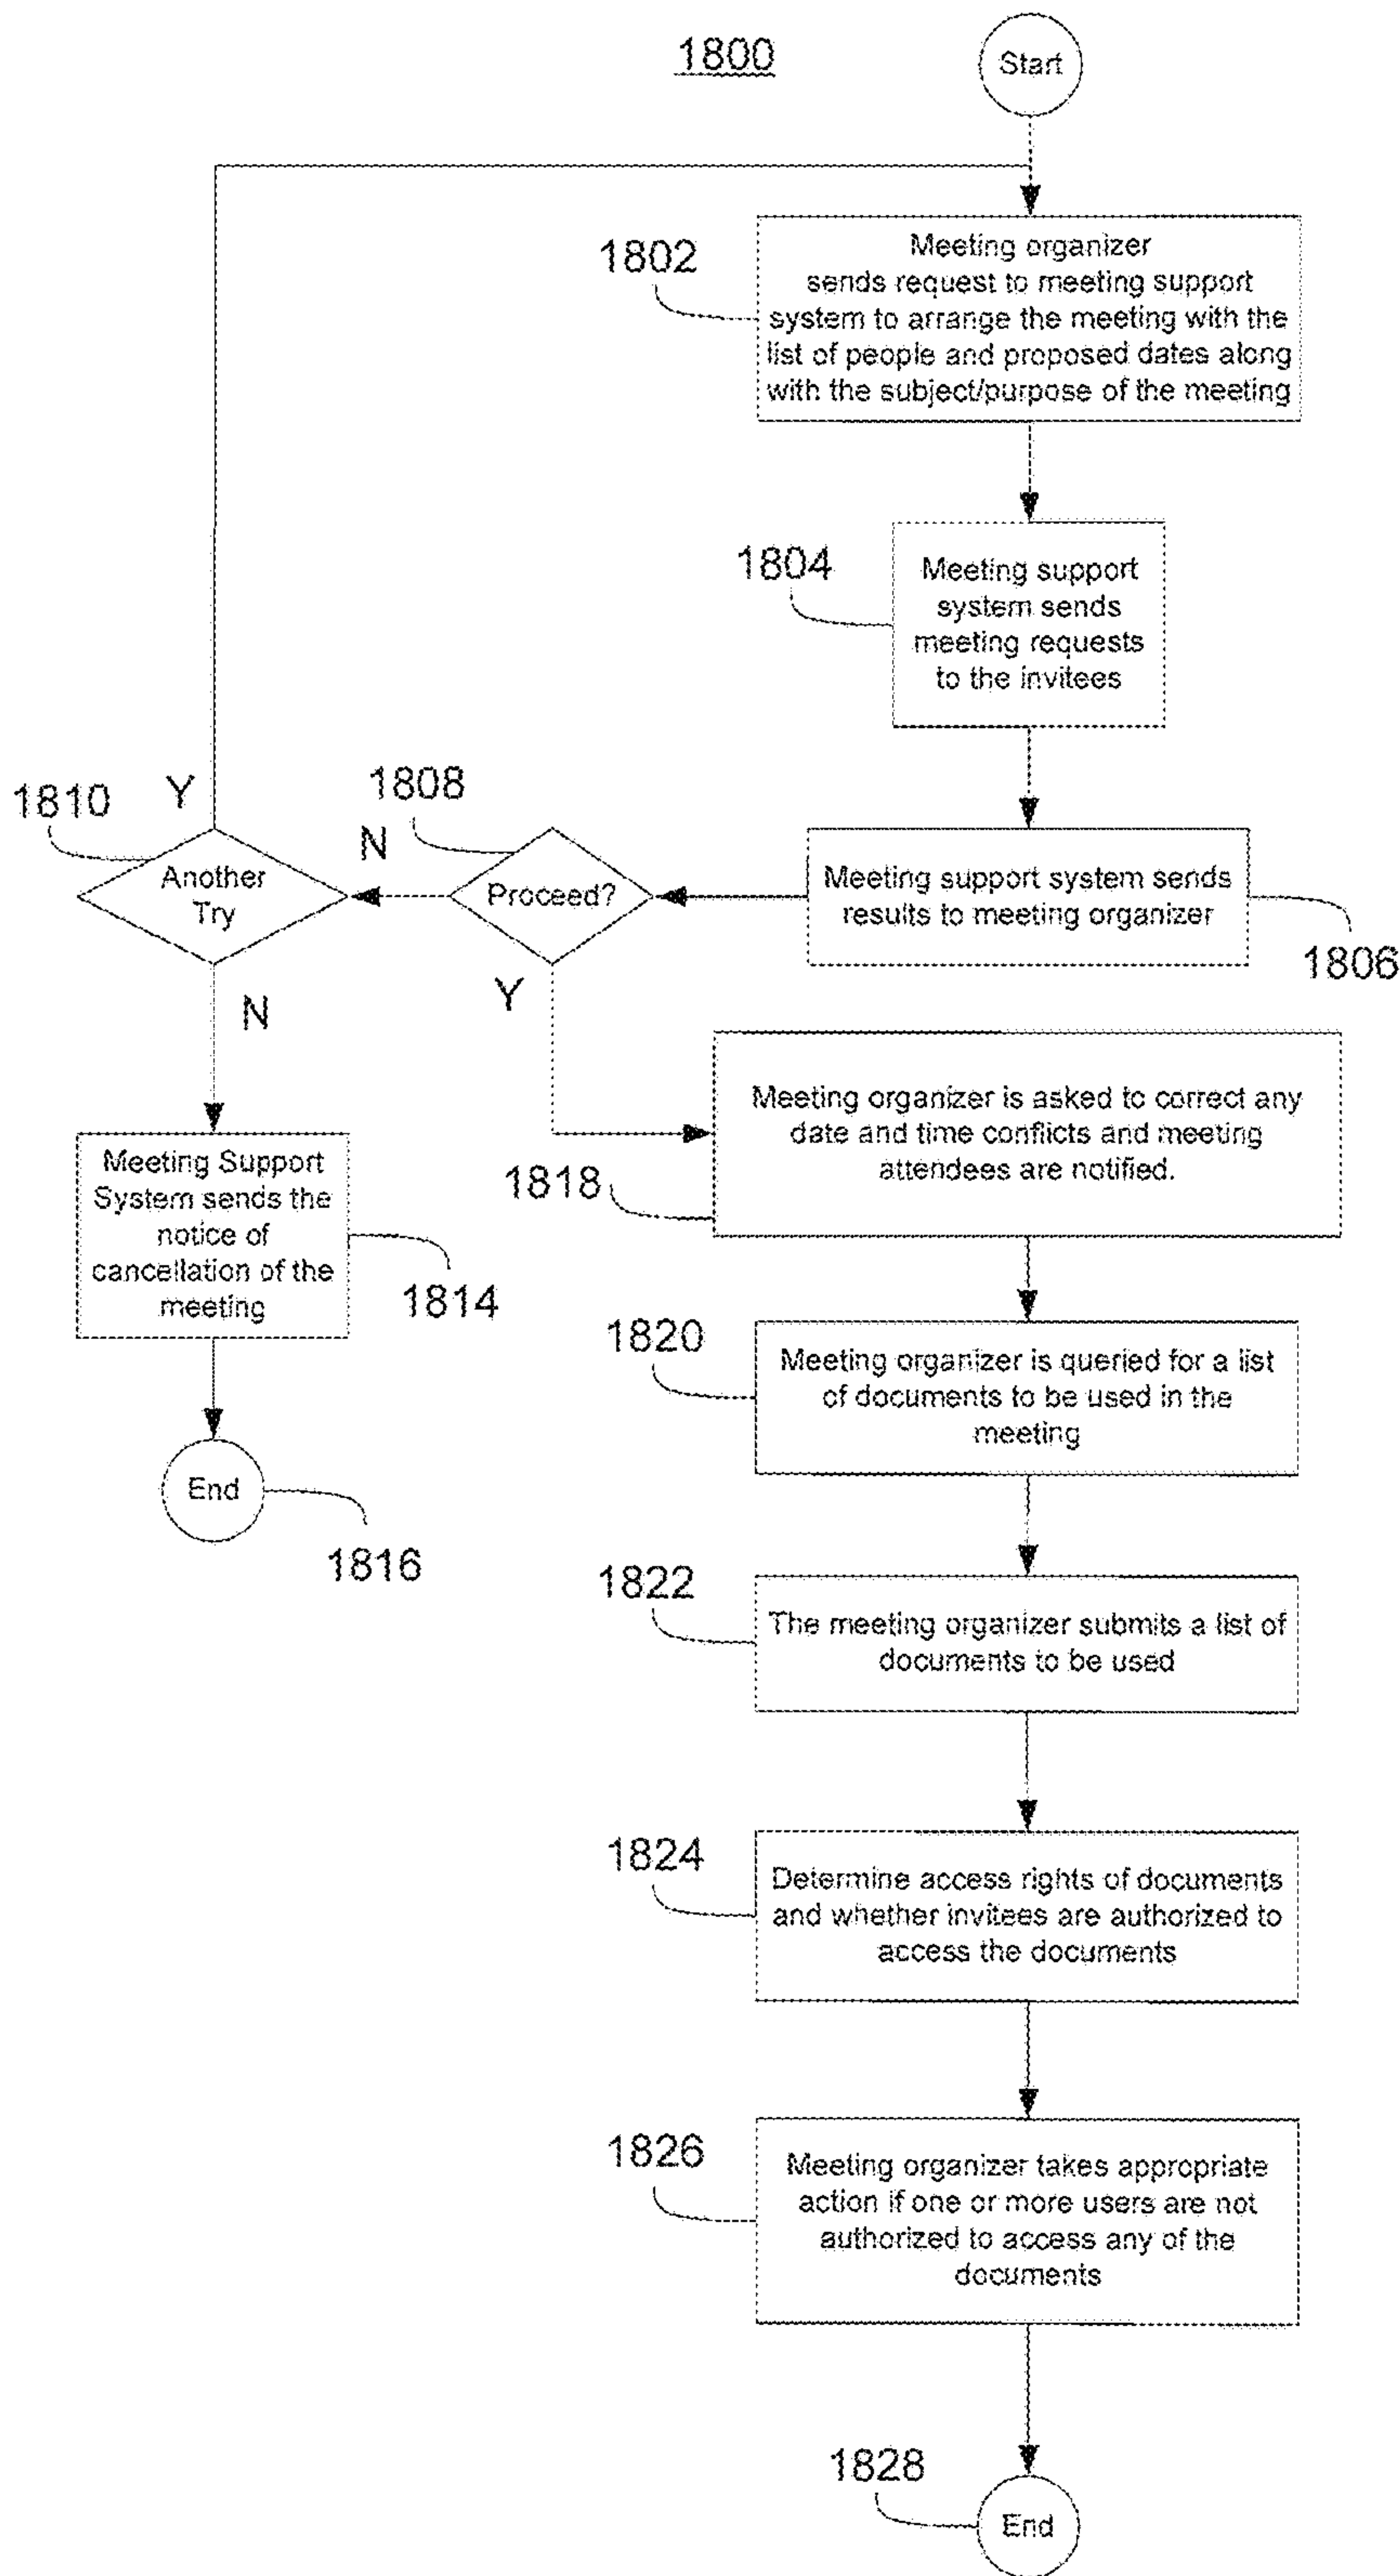 1800
Start
1802
Meeting organizer
sends request to meeting support
system to arrange the meeting with the
list of people and proposed dates along
with the subject/purpose of the meeting
1804
Meeting support
system sends
meeting requests
to the invitees
1806
Meeting support system sends
results to meeting organizer
1808
Proceed?
N
Y
1810
Another
Try
Y
N
Meeting Support
System sends the
notice of
cancellation of the
meeting
1814
End
1816
Meeting organizer is asked to correct any
date and time conflicts and meeting
attendees are notified.
1818
1820
Meeting organizer is queried for a list
of documents to be used in the
meeting
1822
The meeting organizer submits a list of
documents to be used
1824
Determine access rights of documents
and whether invitees are authorized to
access the documents
1826
Meeting organizer takes appropriate
action if one or more users are not
authorized to access any of the
documents
1828
End